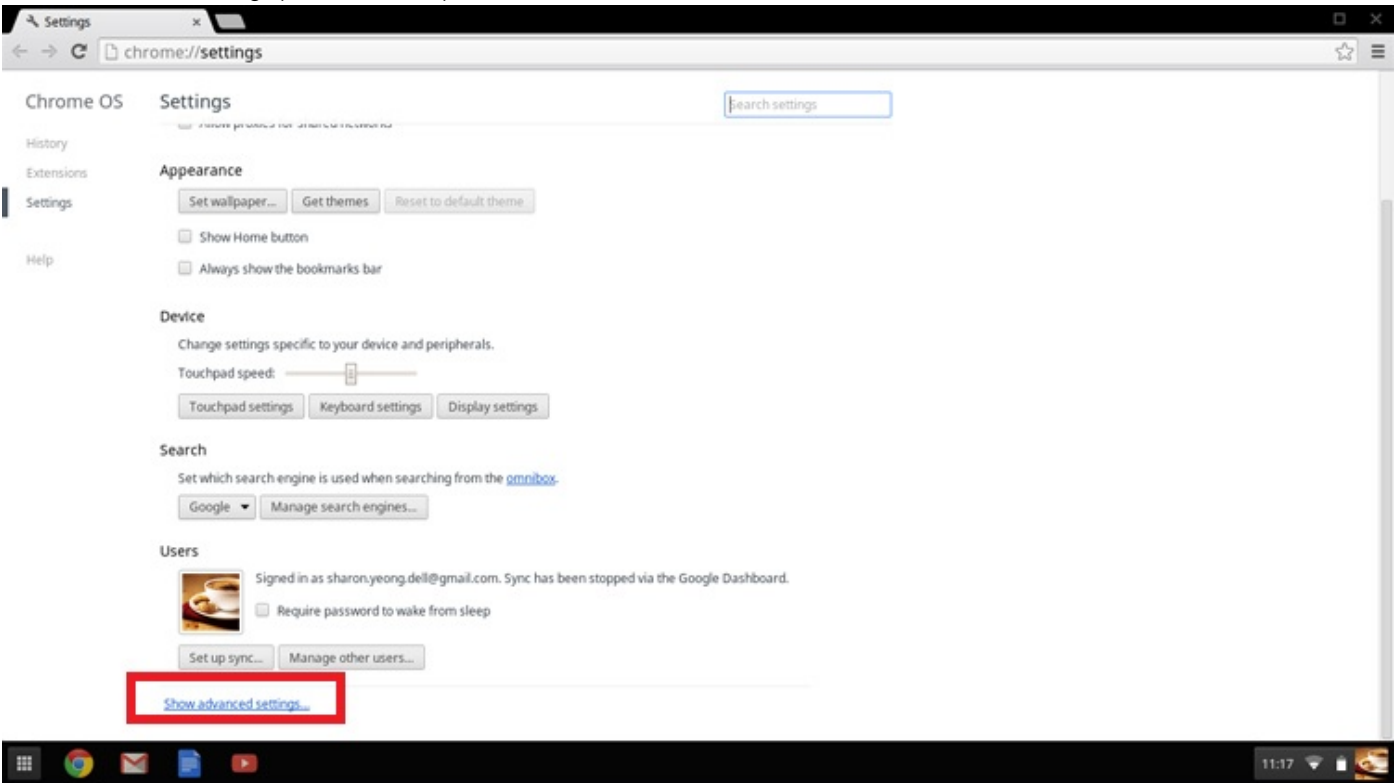 Settings
chrome://settings
Chrome OS
Settings
Search settings
Allow proxies for shared networks
History
Extensions
Settings
Help
Appearance
Set wallpaper...
Get themes
Reset to default theme
Show Home button
Always show the bookmarks bar
Device
Change settings specific to your device and peripherals.
Touchpad speed:
Touchpad settings
Keyboard settings
Display settings
Search
Set which search engine is used when searching from the omnibox.
Google
Manage search engines...
Users
Signed in as sharon.yeong.dell@gmail.com. Sync has been stopped via the Google Dashboard.
Require password to wake from sleep
Set up sync...
Manage other users...
Show advanced settings...
11:17